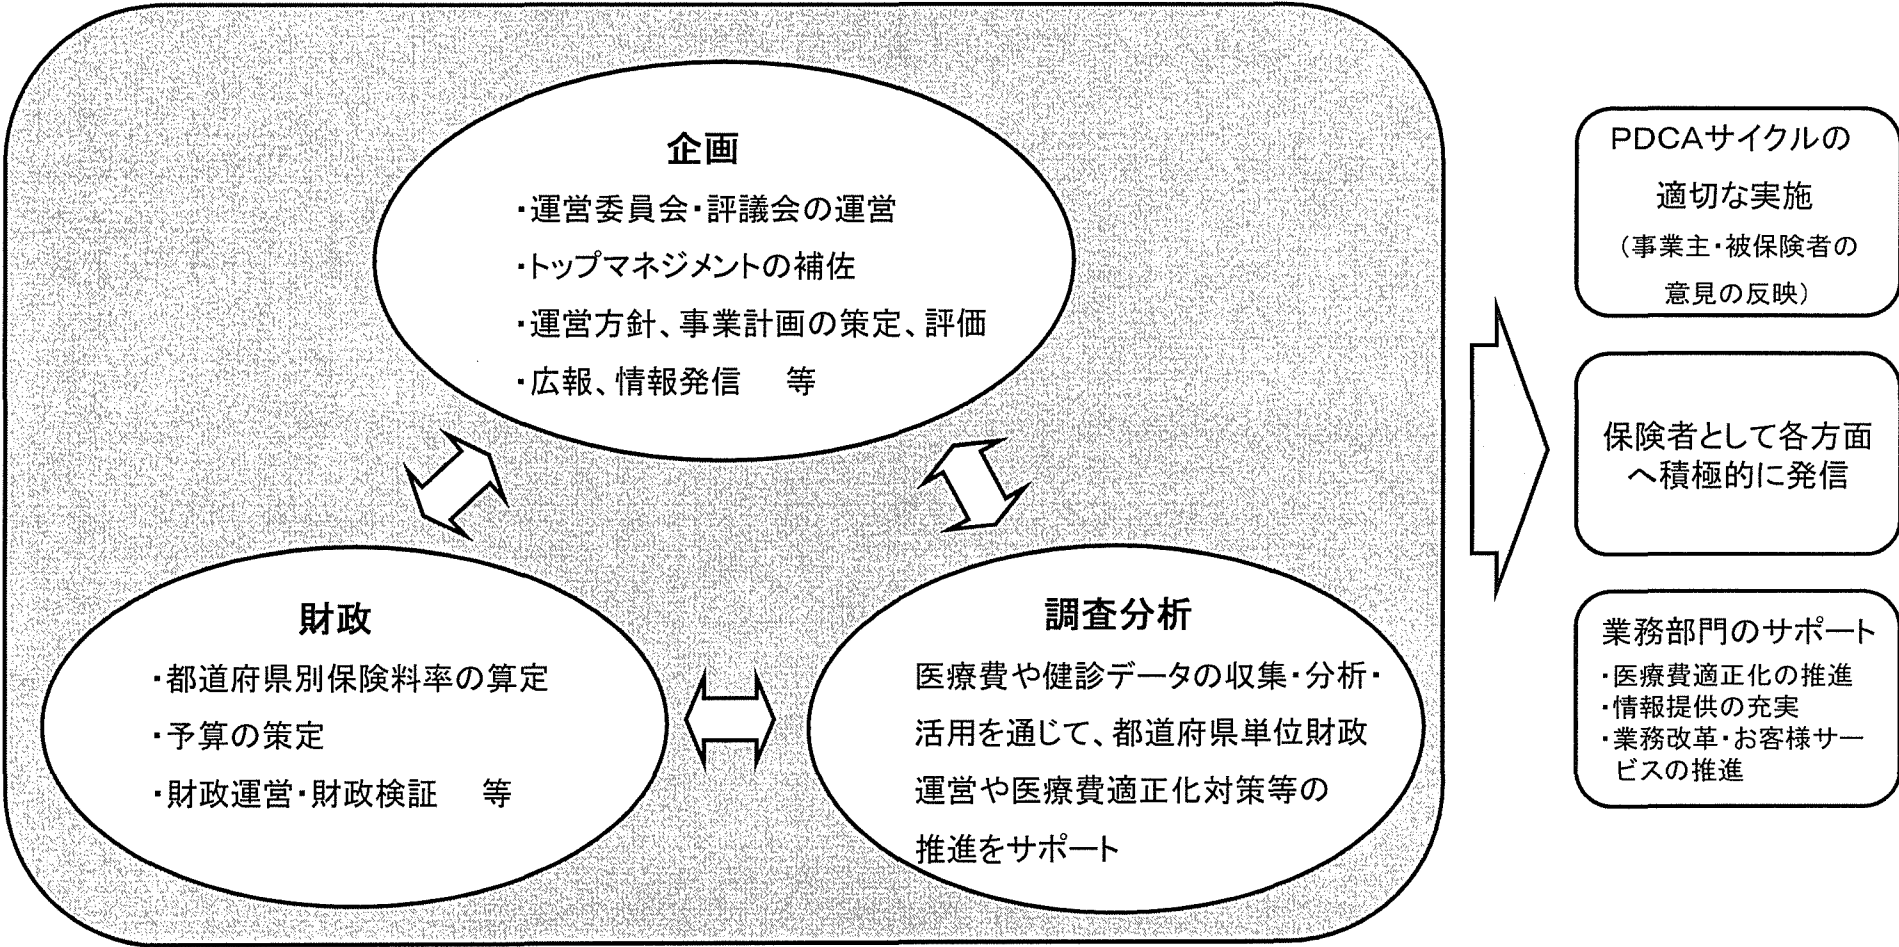 企画
・運営委員会・評議会の運営
・トップマネジメントの補佐
・運営方針、事業計画の策定、評価
・広報、情報発信　等
財政
・都道府県別保険料率の算定
・予算の策定
・財政運営・財政検証　等
調査分析
医療費や健診データの収集・分析・
活用を通じて、都道府県単位財政
運営や医療費適正化対策等の
推進をサポート
PDCAサイクルの
適切な実施
（事業主・被保険者の
意見の反映）
保険者として各方面
へ積極的に発信
業務部門のサポート
・医療費適正化の推進
・情報提供の充実
・業務改革・お客様サー
ビスの推進